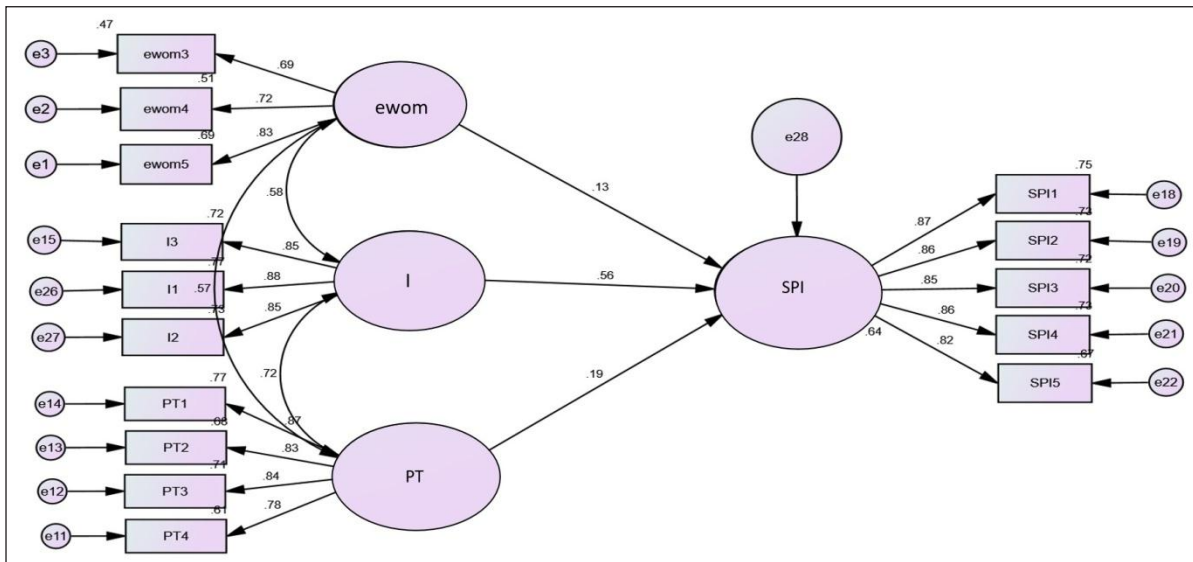 .47
e3
ewom3
.69
.51
e2
ewom4
.72
.69
e1
ewom5
.83
ewom
.58
.13
e28
.72
e15
I3
.85
.77
e26
I1
.88
.57
.73
e27
I2
.85
I
.56
.72
.77
e14
PT1
.87
.68
e13
PT2
.83
.71
e12
PT3
.84
.61
e11
PT4
.78
PT
.19
SPI
.64
.75
.87
SPI1
e18
.73
.86
SPI2
e19
.72
.85
SPI3
e20
.73
.86
SPI4
e21
.67
.82
SPI5
e22